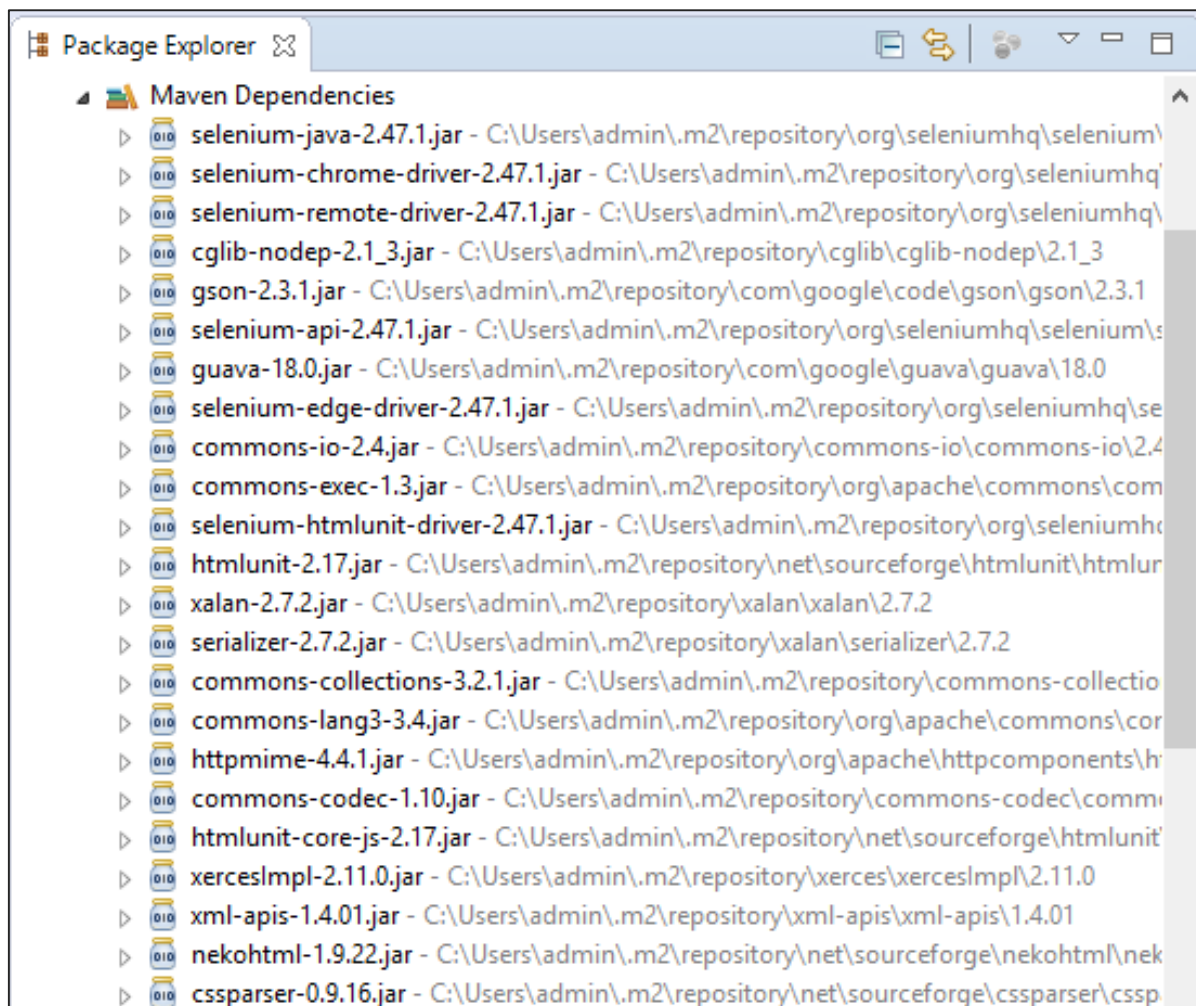 Package Explorer
Maven Dependencies
selenium-java-2.47.1.jar - C:\Users\admin\.m2\repository\org\seleniumhq\selenium\
selenium-chrome-driver-2.47.1.jar - C:\Users\admin\.m2\repository\org\seleniumhq\
selenium-remote-driver-2.47.1.jar - C:\Users\admin\.m2\repository\org\seleniumhq\
cglib-nodep-2.1_3.jar - C:\Users\admin\.m2\repository\cglib\cglib-nodep\2.1_3
gson-2.3.1.jar - C:\Users\admin\.m2\repository\com\google\code\gson\gson\2.3.1
selenium-api-2.47.1.jar - C:\Users\admin\.m2\repository\org\seleniumhq\selenium\s
guava-18.0.jar - C:\Users\admin\.m2\repository\com\google\guava\guava\18.0
selenium-edge-driver-2.47.1.jar - C:\Users\admin\.m2\repository\org\seleniumhq\se
commons-io-2.4.jar - C:\Users\admin\.m2\repository\commons-io\commons-io\2.4
commons-exec-1.3.jar - C:\Users\admin\.m2\repository\org\apache\commons\com
selenium-htmlunit-driver-2.47.1.jar - C:\Users\admin\.m2\repository\org\seleniumhq
htmlunit-2.17.jar - C:\Users\admin\.m2\repository\net\sourceforge\htmlunit\htmlun
xalan-2.7.2.jar - C:\Users\admin\.m2\repository\xalan\xalan\2.7.2
serializer-2.7.2.jar - C:\Users\admin\.m2\repository\xalan\serializer\2.7.2
commons-collections-3.2.1.jar - C:\Users\admin\.m2\repository\commons-collectio
commons-lang3-3.4.jar - C:\Users\admin\.m2\repository\org\apache\commons\cor
httpmime-4.4.1.jar - C:\Users\admin\.m2\repository\org\apache\httpcomponents\h
commons-codec-1.10.jar - C:\Users\admin\.m2\repository\commons-codec\comm
htmlunit-core-js-2.17.jar - C:\Users\admin\.m2\repository\net\sourceforge\htmlunit\
xercesImpl-2.11.0.jar - C:\Users\admin\.m2\repository\xerces\xercesImpl\2.11.0
xml-apis-1.4.01.jar - C:\Users\admin\.m2\repository\xml-apis\xml-apis\1.4.01
nekohtml-1.9.22.jar - C:\Users\admin\.m2\repository\net\sourceforge\nekohtml\nek
cssparser-0.9.16.jar - C:\Users\admin\.m2\repository\net\sourceforge\cssparser\cssp